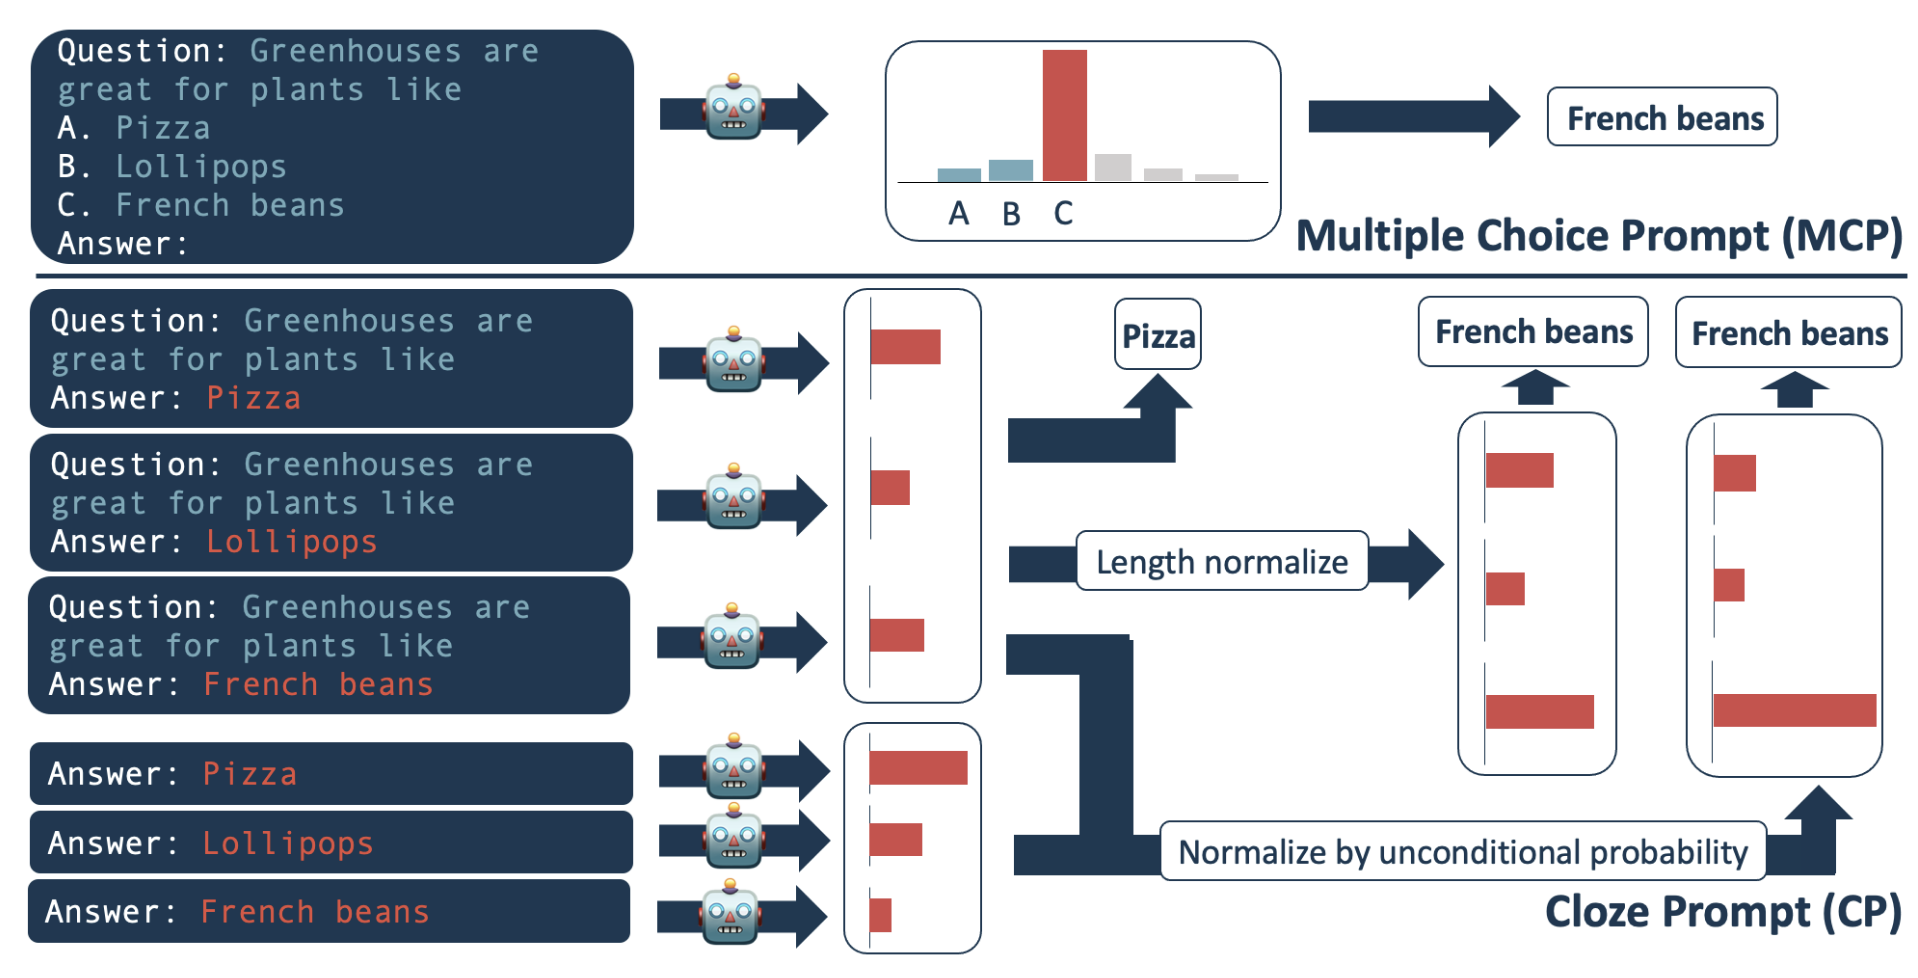 Question: Greenhouses are
great for plants like
A. Pizza
B. Lollipops
C. French beans
Answer:
A B C
French beans
Multiple Choice Prompt (MCP)
Question: Greenhouses are
great for plants like
Answer: Pizza
Question: Greenhouses are
great for plants like
Answer: Lollipops
Question: Greenhouses are
great for plants like
Answer: French beans
Answer: Pizza
Answer: Lollipops
Answer: French beans
Pizza
French beans
French beans
Length normalize
Normalize by unconditional probability
Cloze Prompt (CP)